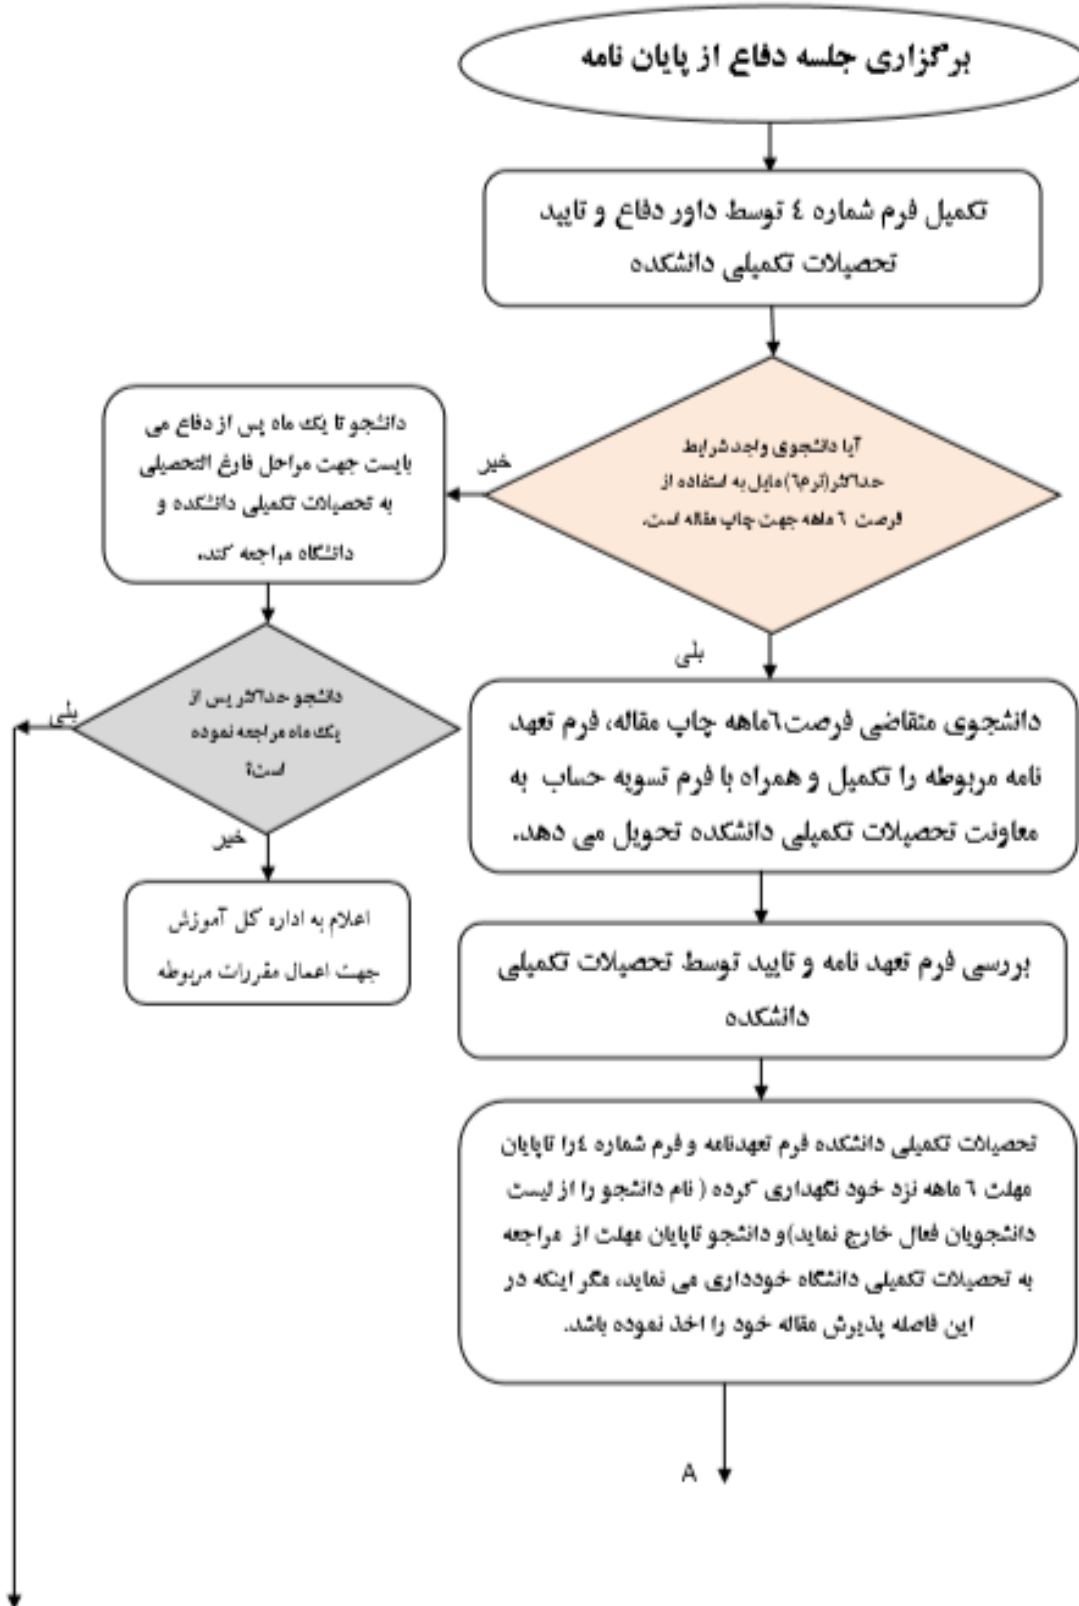 برگزاری جلسه دفاع از پایان نامه
تکمیل فرم شماره ٤ توسط داور دفاع و تایید
تحصیلات تکمیلی دانشکده
آیا دانشجوی واجد شرایط
حداکثر(ترم٦) مایل به استفاده از
فرصت ٦ ماهه جهت چاپ مقاله است.
خیر
دانشجو تا یک ماه پس از دفاع می
بایست جهت مراحل فارغ التحصیلی
به تحصیلات تکمیلی دانشکده و
دانشگاه مراجعه کند.
بلی
دانشجو حداکثر پس از
یک ماه مراجعه نموده
است؟
بلی
خیر
اعلام به اداره کل آموزش
جهت اعمال مقررات مربوطه
دانشجوی متقاضی فرصت٦ماهه چاپ مقاله، فرم تعهد
نامه مربوطه را تکمیل و همراه با فرم تسویه حساب به
معاونت تحصیلات تکمیلی دانشکده تحویل می دهد.
بررسی فرم تعهد نامه و تایید توسط تحصیلات تکمیلی
دانشکده
تحصیلات تکمیلی دانشکده فرم تعهدنامه و فرم شماره ٤را تاپایان
مهلت ٦ ماهه نزد خود نگهداری کرده ( نام دانشجو را از لیست
دانشجویان فعال خارج نماید)و دانشجو تاپایان مهلت از مراجعه
به تحصیلات تکمیلی دانشگاه خودداری می نماید، مگر اینکه در
این فاصله پذیرش مقاله خود را اخذ نموده باشد.
A